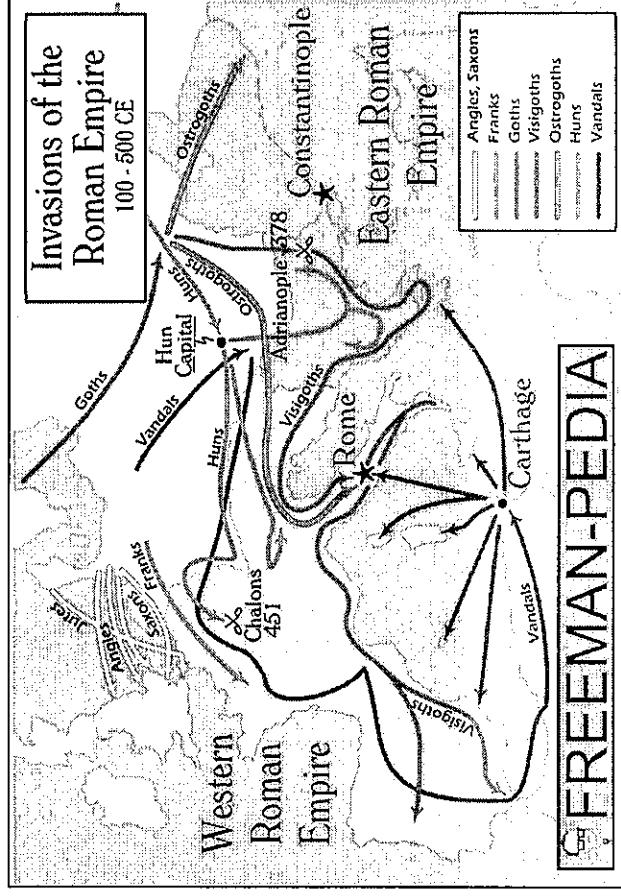 Invasions of the
Roman Empire
100 - 500 CE
Goths
Vandals
Huns
Hun
Capital
Huns
Ostrogoths
Ostrogoths
Jutes
Angles
Saxons
Franks
Chalons
451
Western
Roman
Empire
Visigoths
Rome
Adrianople 378
Constantinople
Eastern Roman
Empire
Visigoths
Carthage
Vandals
Angles, Saxons
Franks
Goths
Visigoths
Ostrogoths
Huns
Vandals
FREEMAN-PEDIA